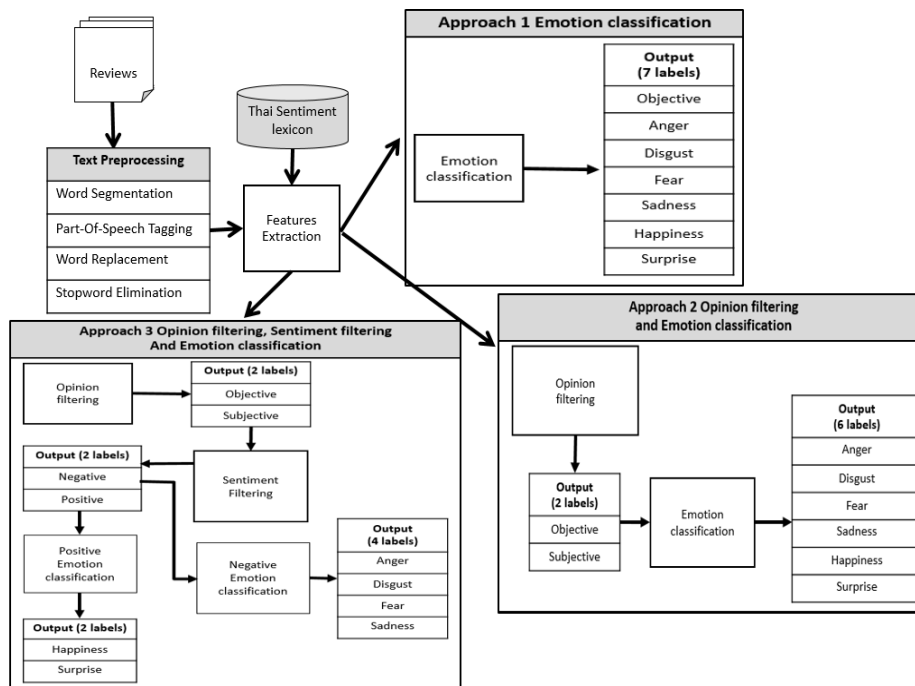 Reviews
Text Preprocessing
Word Segmentation
Part-Of-Speech Tagging
Word Replacement
Stopword Elimination
Thai Sentiment
lexicon
Features
Extraction
Approach 1 Emotion classification
Emotion
classification
Output
(7 labels)
Objective
Anger
Disgust
Fear
Sadness
Happiness
Surprise
Approach 3 Opinion filtering, Sentiment filtering
And Emotion classification
Opinion
filtering
Output (2 labels)
Objective
Subjective
Sentiment
Filtering
Output (2 labels)
Negative
Positive
Positive
Emotion
classification
Output (2 labels)
Happiness
Surprise
Negative
Emotion
classification
Output
(4 labels)
Anger
Disgust
Fear
Sadness
Approach 2 Opinion filtering
and Emotion classification
Opinion
filtering
Output
(2 labels)
Objective
Subjective
Emotion
classification
Output
(6 labels)
Anger
Disgust
Fear
Sadness
Happiness
Surprise